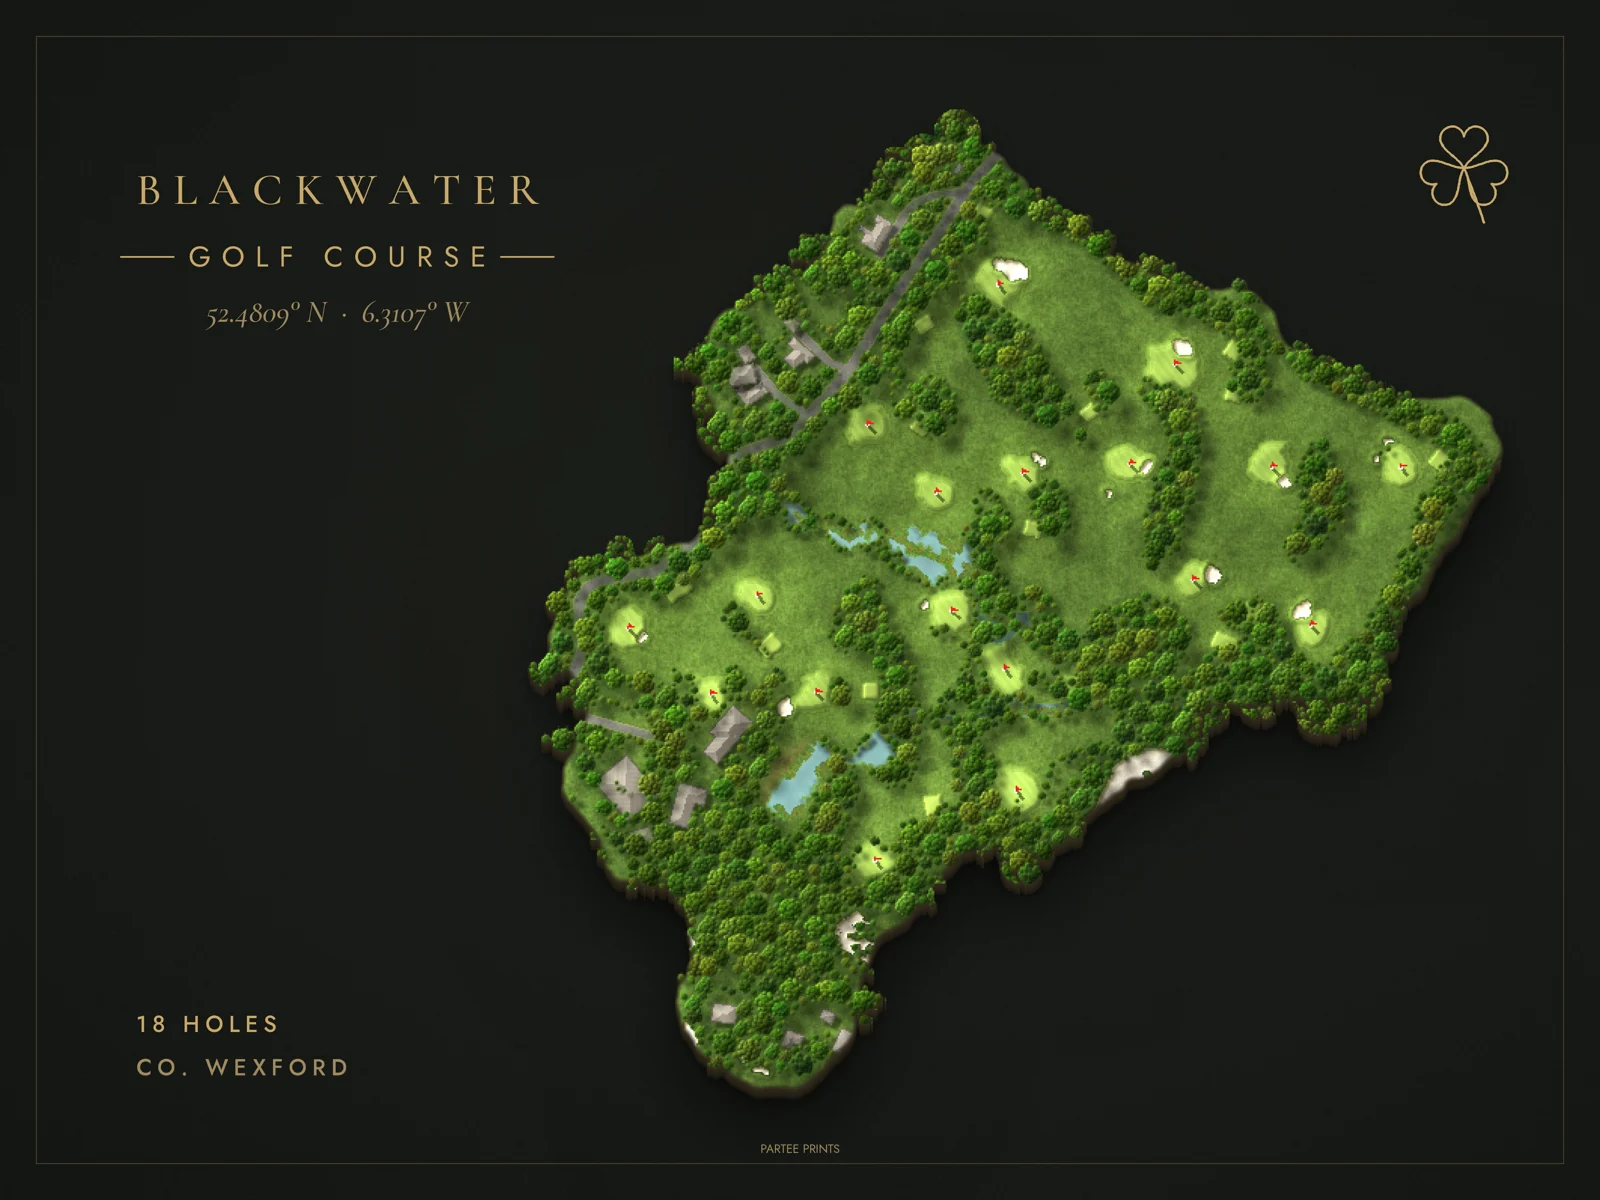 BLACKWATER
GOLF COURSE
52.4809° N · 6.3107° W
18 HOLES
CO. WEXFORD
PARTEE PRINTS